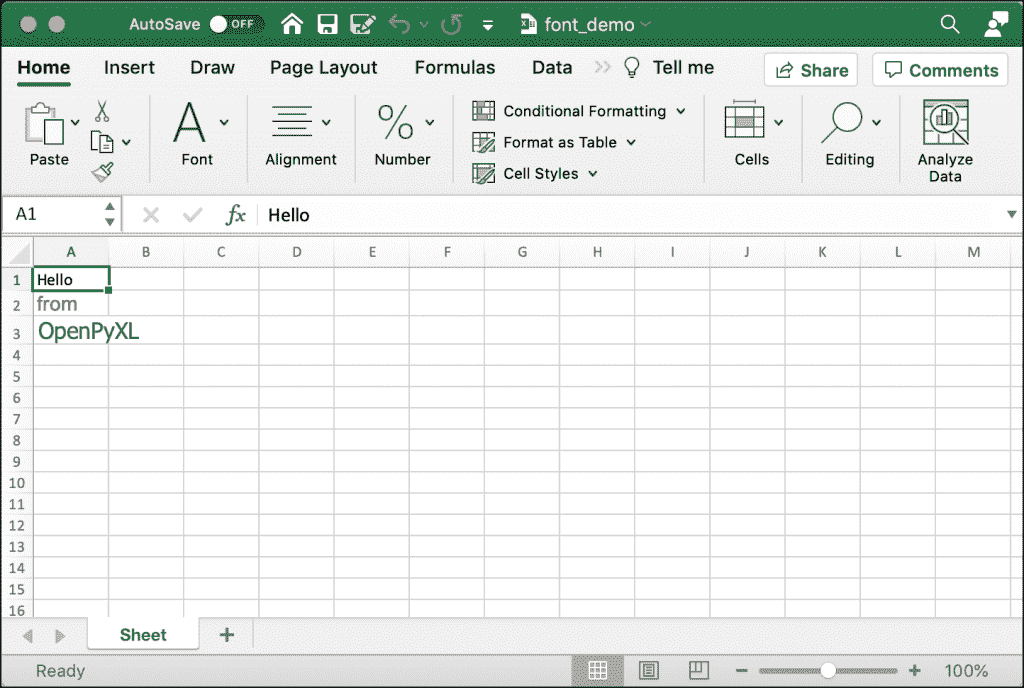 AutoSave OFF font_demo
Home Insert Draw Page Layout Formulas Data Tell me Share Comments
Paste Font Alignment Number Conditional Formatting Format as Table Cell Styles Cells Editing Analyze Data
A1 fx Hello
A B C D E F G H I J K L M
1 Hello
2 from
3 OpenPyXL
4
5
6
7
8
9
10
11
12
13
14
15
16
Sheet
Ready 100%